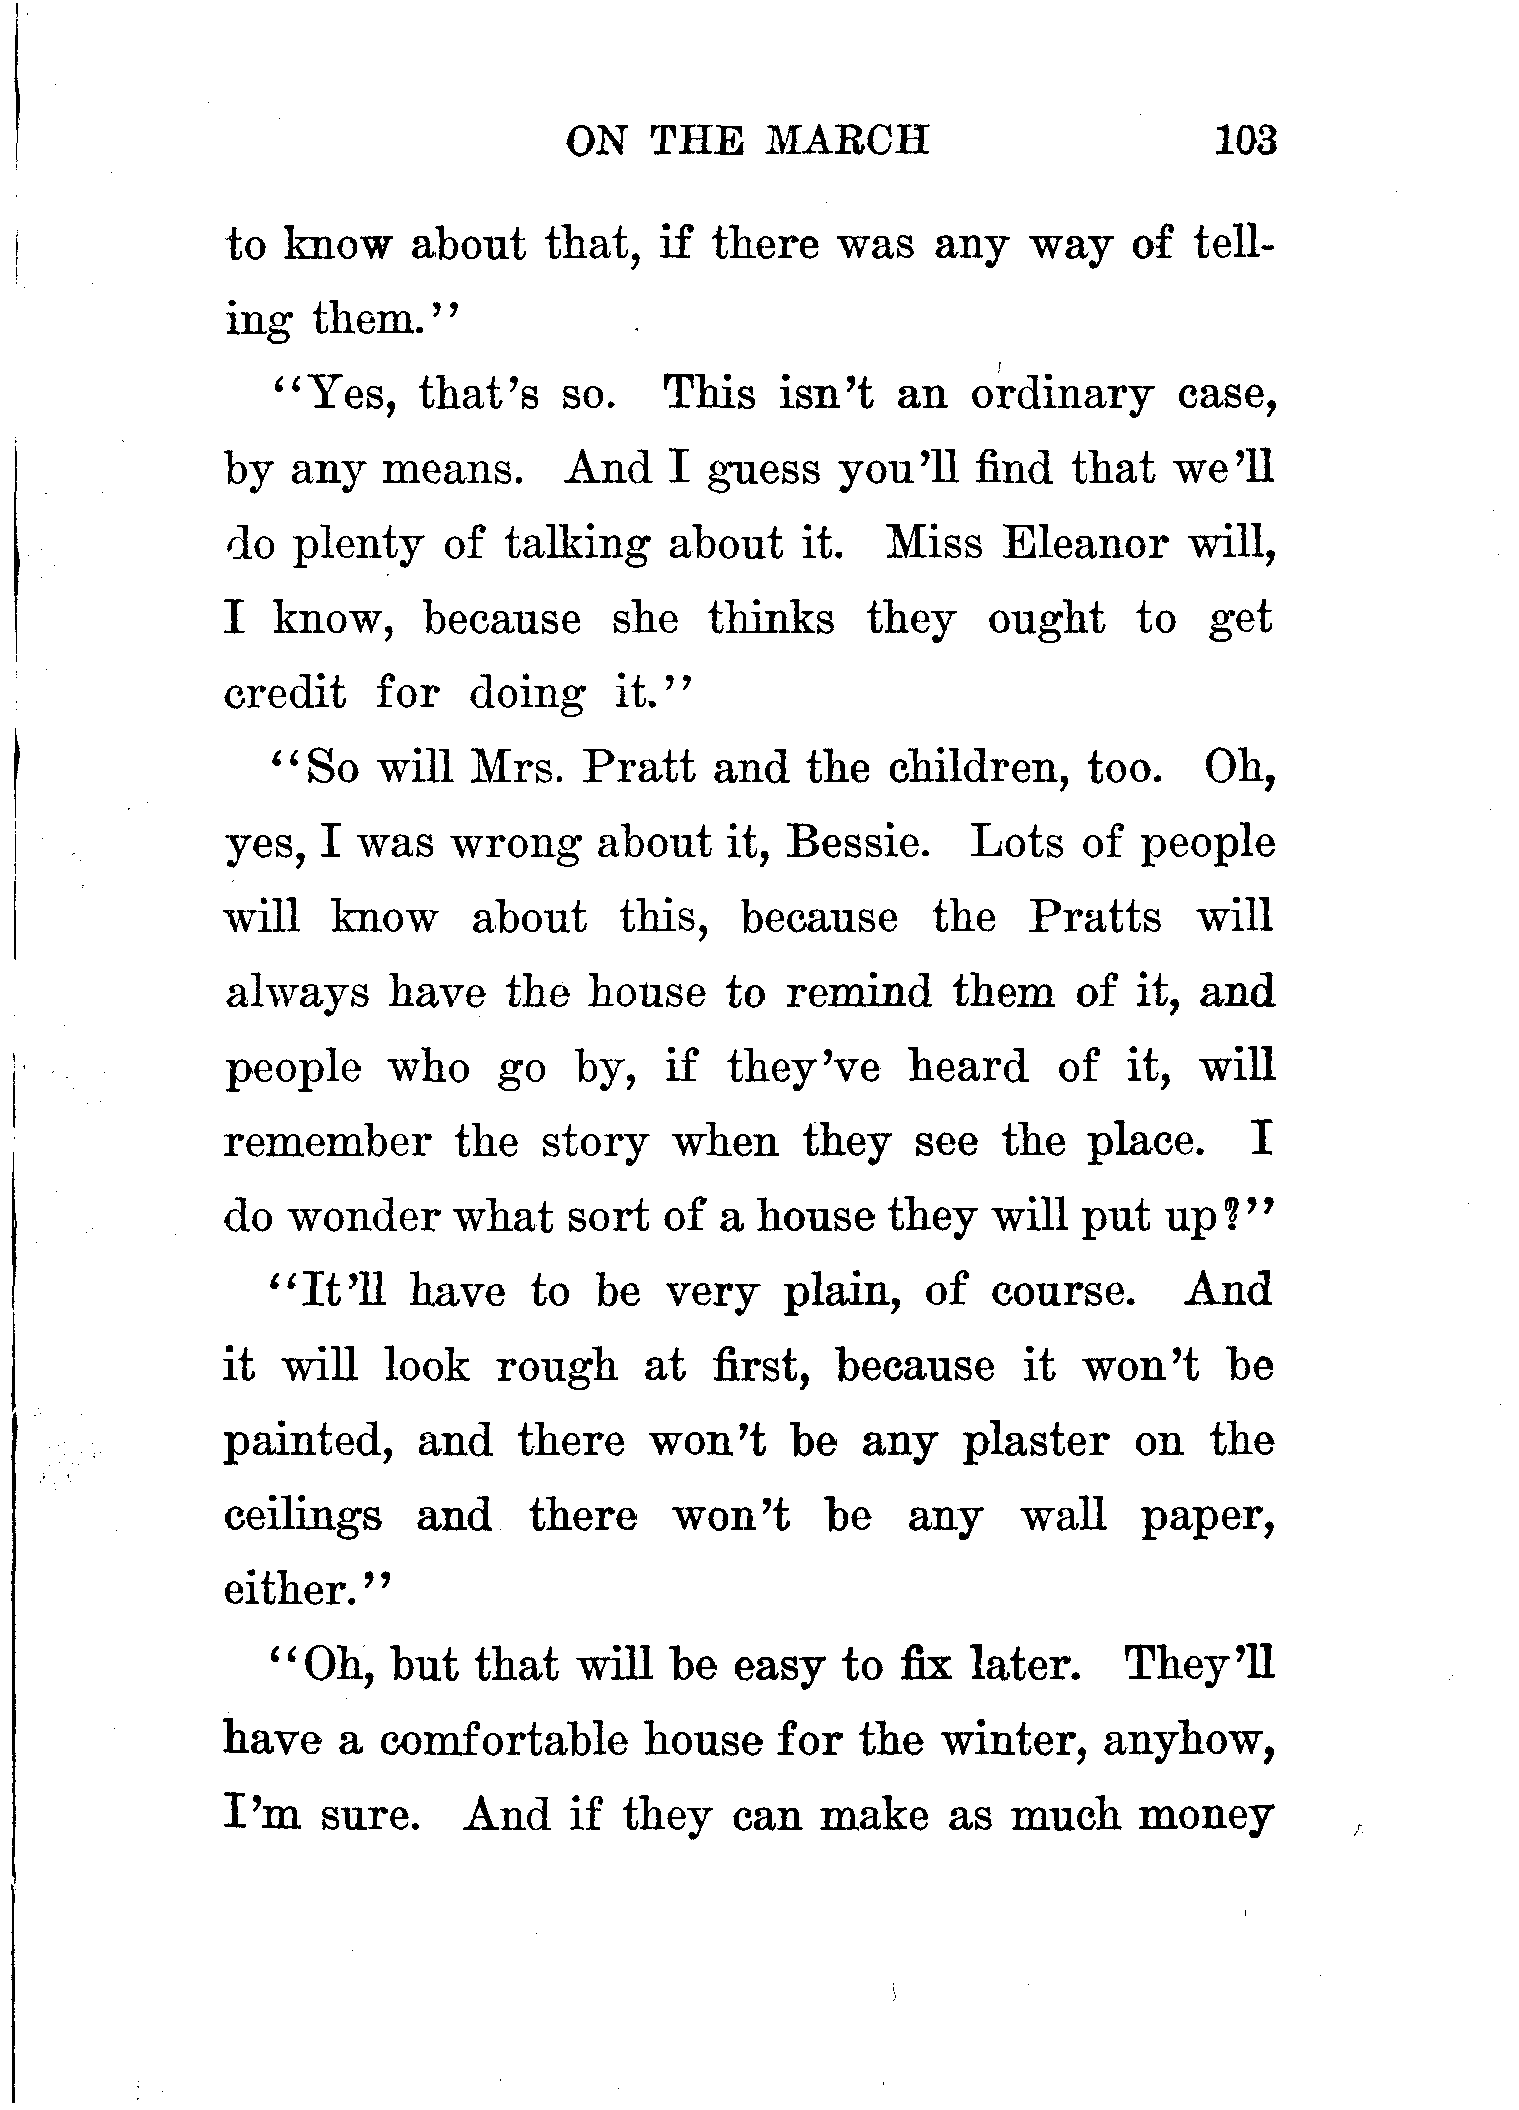 ON THE MARCH 103
to know about that, if there was any way of tell-
ing them."
"Yes, that's so. This isn't an ordinary case,
by any means. And I guess you'll find that we'll
do plenty of talking about it. Miss Eleanor will,
I know, because she thinks they ought to get
credit for doing it."
"So will Mrs. Pratt and the children, too. Oh,
yes, I was wrong about it, Bessie. Lots of people
will know about this, because the Pratts will
always have the house to remind them of it, and
people who go by, if they've heard of it, will
remember the story when they see the place. I
do wonder what sort of a house they will put up?"
"It'll have to be very plain, of course. And
it will look rough at first, because it won't be
painted, and there won't be any plaster on the
ceilings and there won't be any wall paper,
either."
"Oh, but that will be easy to fix later. They'll
have a comfortable house for the winter, anyhow,
I'm sure. And if they can make as much money